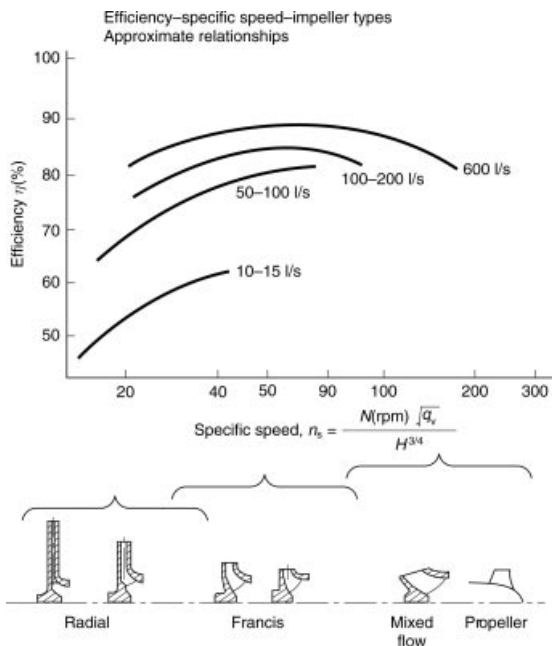 Efficiency–specific speed–impeller types
Approximate relationships
100
90
80
70
60
50
Efficiency η(%)
600 l/s
100–200 l/s
50–100 l/s
10–15 l/s
20 40 50 90 100 200 300
Specific speed, nₛ = N(rpm) √qᵥ
H³/⁴
Radial Francis Mixed flow Propeller